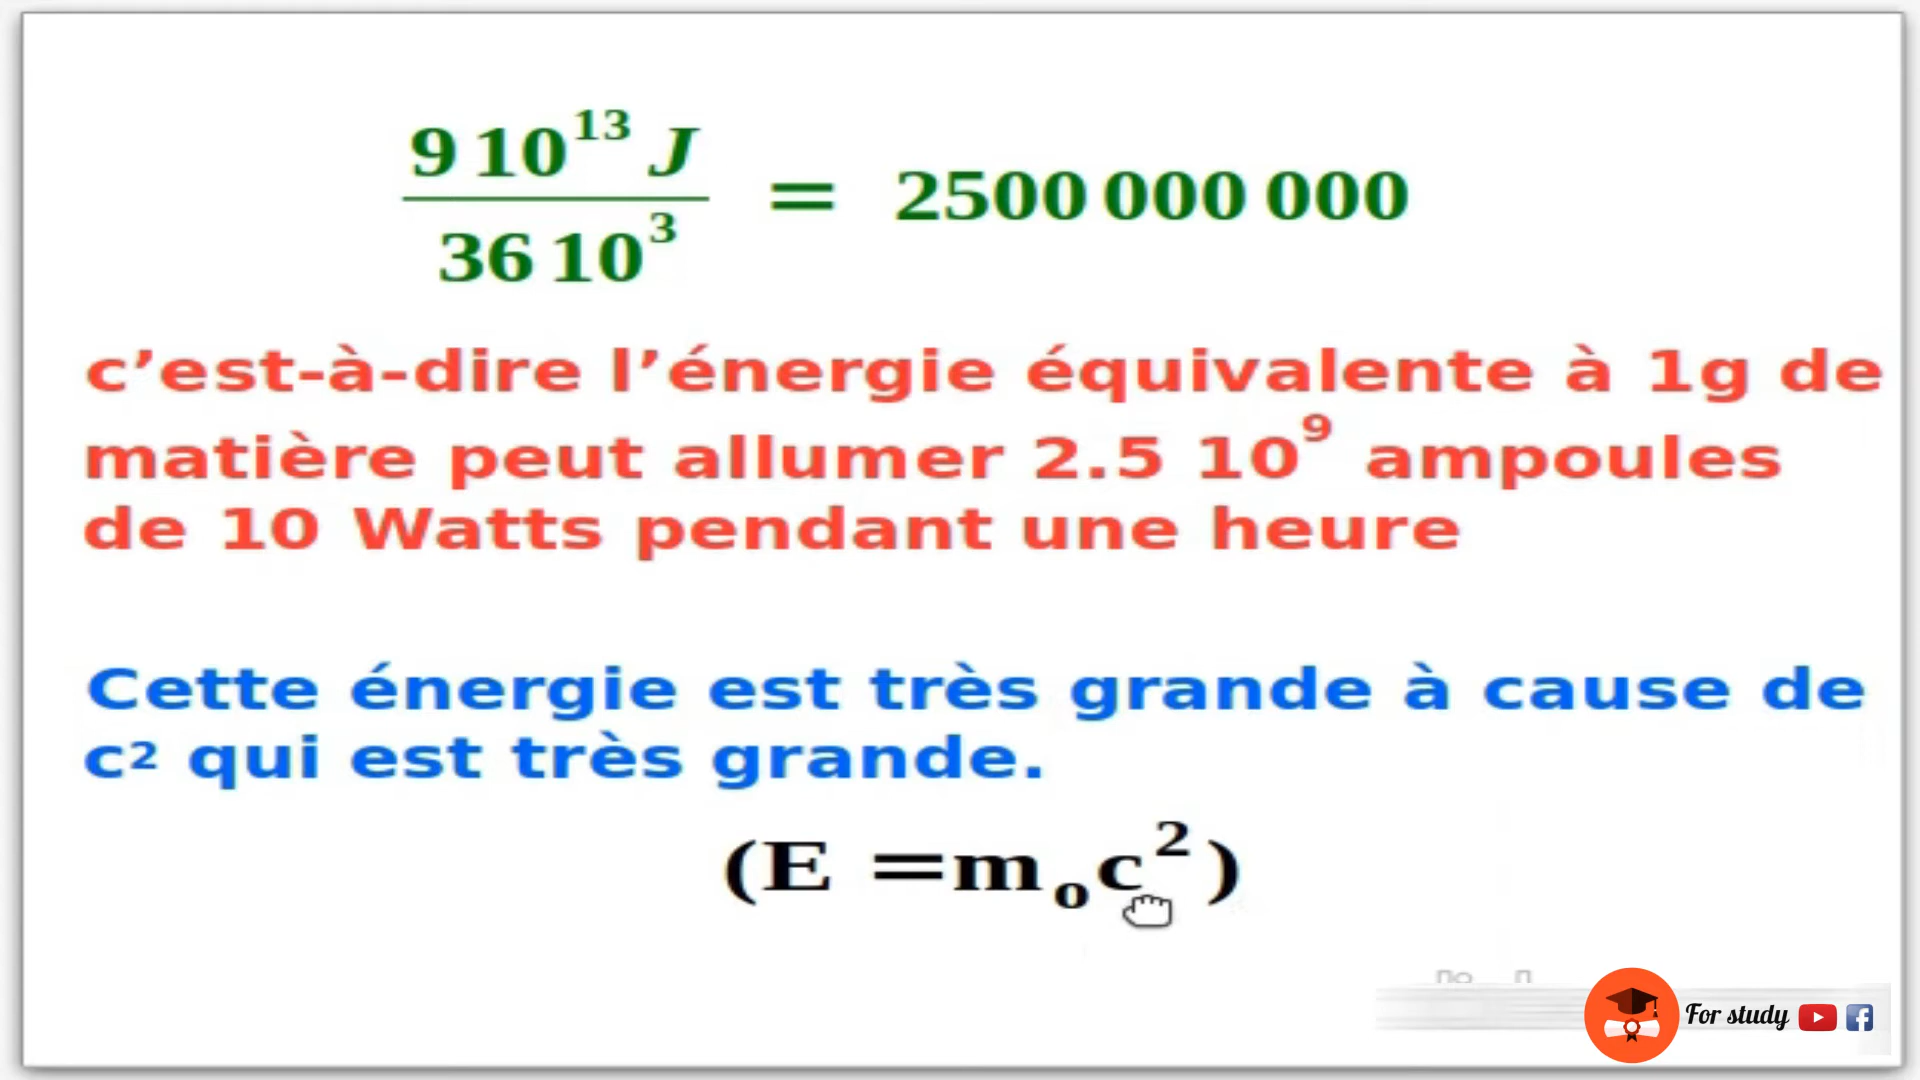 9 10¹³ J
36 10³
= 2500 000 000
c’est-à-dire l’énergie équivalente à 1g de
matière peut allumer 2.5 10⁹ ampoules
de 10 Watts pendant une heure
Cette énergie est très grande à cause de
c² qui est très grande.
(E =m₀c²)
For study